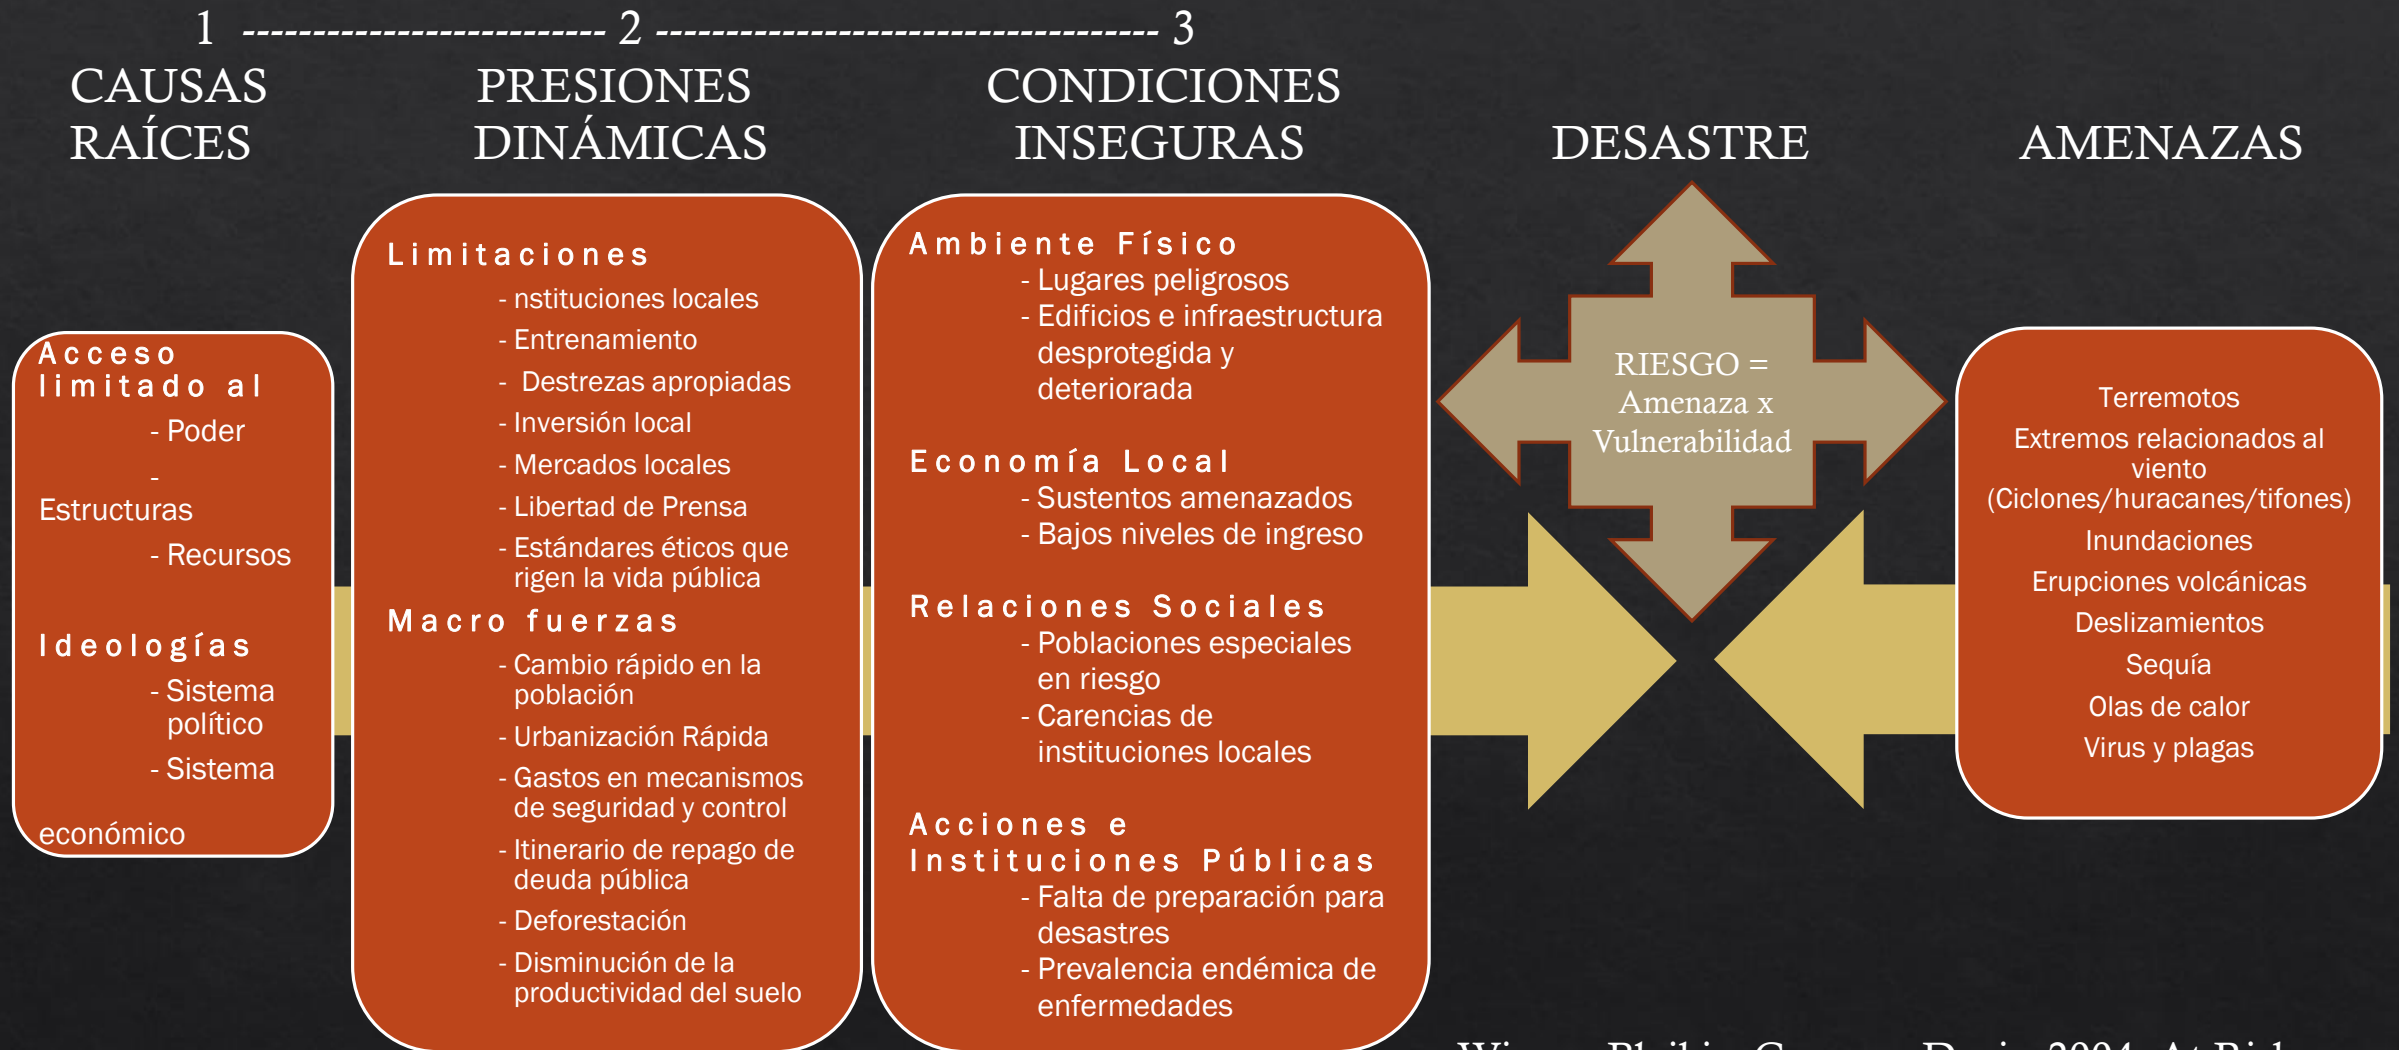 1 -------------------------- 2 ------------------------------------ 3
CAUSAS
RAÍCES
PRESIONES
DINÁMICAS
CONDICIONES
INSEGURAS
DESASTRE
AMENAZAS
Acceso
limitado al
- Poder
-
Estructuras
- Recursos
Ideologías
- Sistema
político
- Sistema
económico
Limitaciones
- nstituciones locales
- Entrenamiento
- Destrezas apropiadas
- Inversión local
- Mercados locales
- Libertad de Prensa
- Estándares éticos que
rigen la vida pública
Macro fuerzas
- Cambio rápido en la
población
- Urbanización Rápida
- Gastos en mecanismos
de seguridad y control
- Itinerario de repago de
deuda pública
- Deforestación
- Disminución de la
productividad del suelo
Ambiente Físico
- Lugares peligrosos
- Edificios e infraestructura
desprotegida y
deteriorada
Economía Local
- Sustentos amenazados
- Bajos niveles de ingreso
Relaciones Sociales
- Poblaciones especiales
en riesgo
- Carencias de
instituciones locales
Acciones e
Instituciones Públicas
- Falta de preparación para
desastres
- Prevalencia endémica de
enfermedades
RIESGO =
Amenaza x
Vulnerabilidad
Terremotos
Extremos relacionados al
viento
(Ciclones/huracanes/tifones)
Inundaciones
Erupciones volcánicas
Deslizamientos
Sequía
Olas de calor
Virus y plagas
2004
At